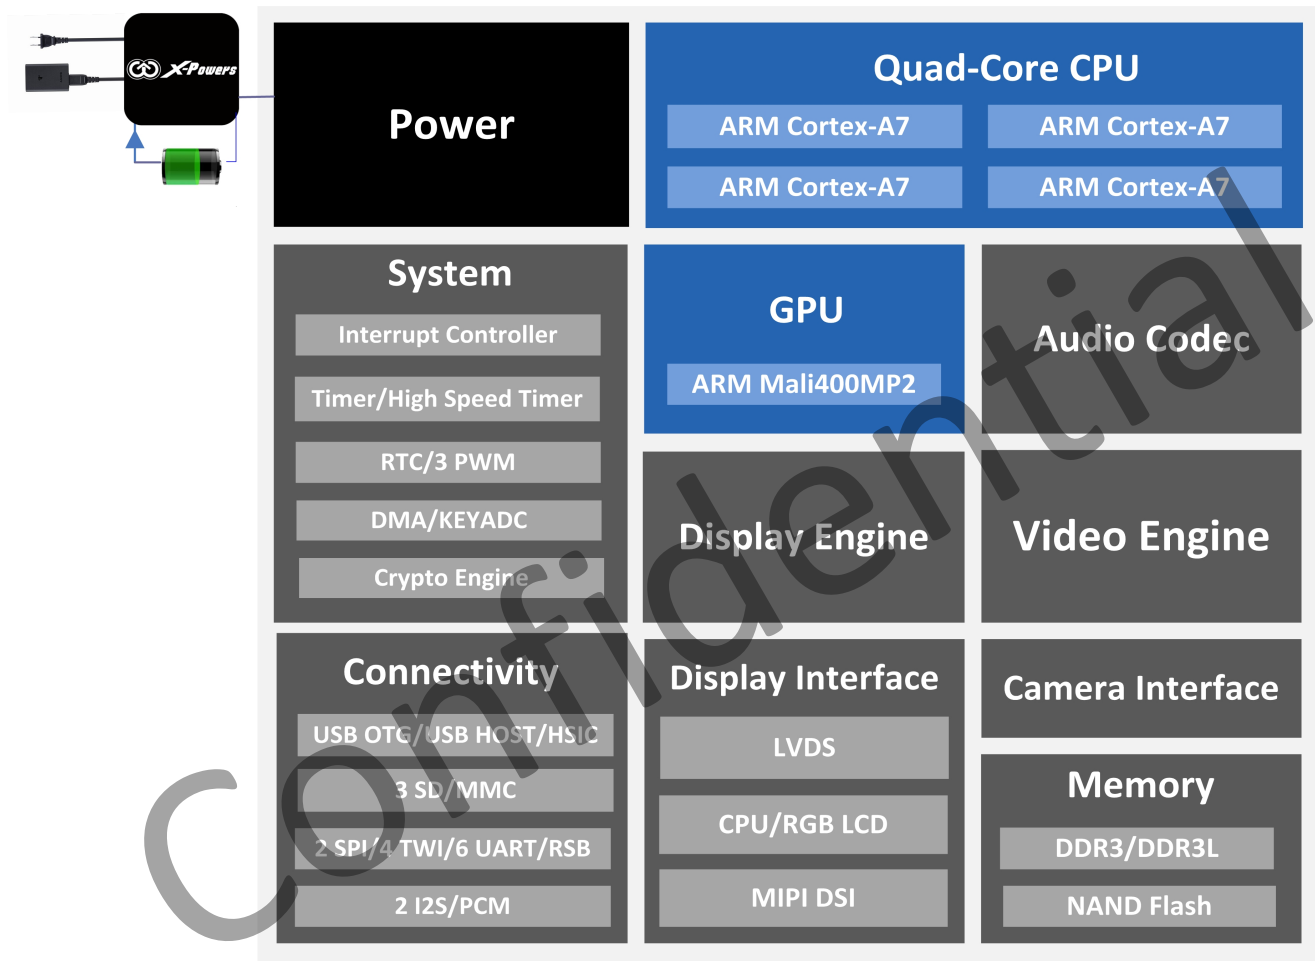 X-Powers
Power
Quad-Core CPU
ARM Cortex-A7
ARM Cortex-A7
ARM Cortex-A7
ARM Cortex-A7
System
Interrupt Controller
Timer/High Speed Timer
RTC/3 PWM
DMA/KEYADC
Crypto Engine
GPU
ARM Mali400MP2
Audio Codec
Display Engine
Video Engine
Connectivity
USB OTG/USB HOST/HSIC
3 SD/MMC
2 SPI/4 TWI/6 UART/RSB
2 I2S/PCM
Display Interface
LVDS
CPU/RGB LCD
MIPI DSI
Camera Interface
Memory
DDR3/DDR3L
NAND Flash
Confidential